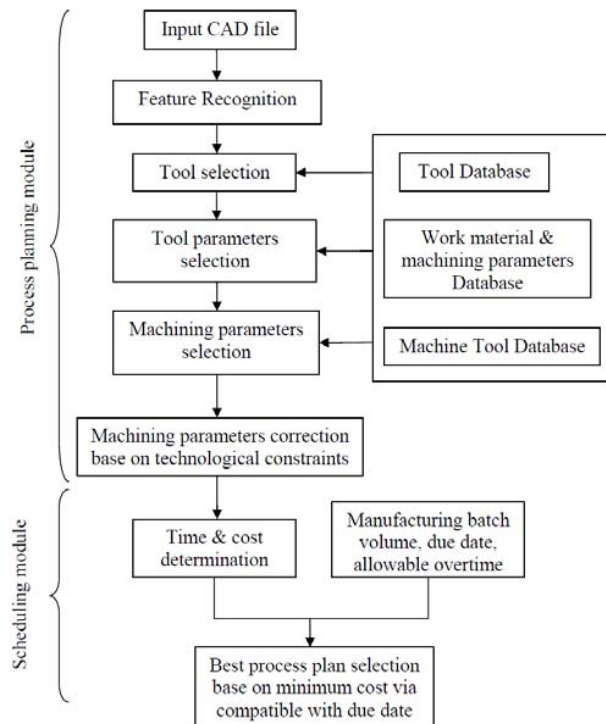 Input CAD file
Feature Recognition
Tool selection
Tool Database
Tool parameters
selection
Work material &
machining parameters
Database
Machining parameters
selection
Machine Tool Database
Machining parameters correction
base on technological constraints
Process planning module
Time & cost
determination
Manufacturing batch
volume, due date,
allowable overtime
Best process plan selection
base on minimum cost via
compatible with due date
Scheduling module